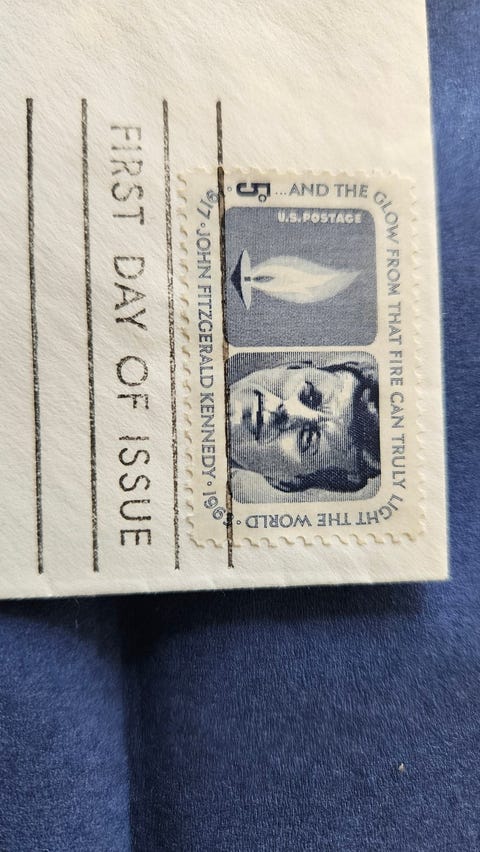 5c ...AND THE GLOW FROM THAT FIRE CAN TRULY LIGHT THE WORLD •
U.S. POSTAGE
1917 • JOHN FITZGERALD KENNEDY • 1963
FIRST DAY OF ISSUE